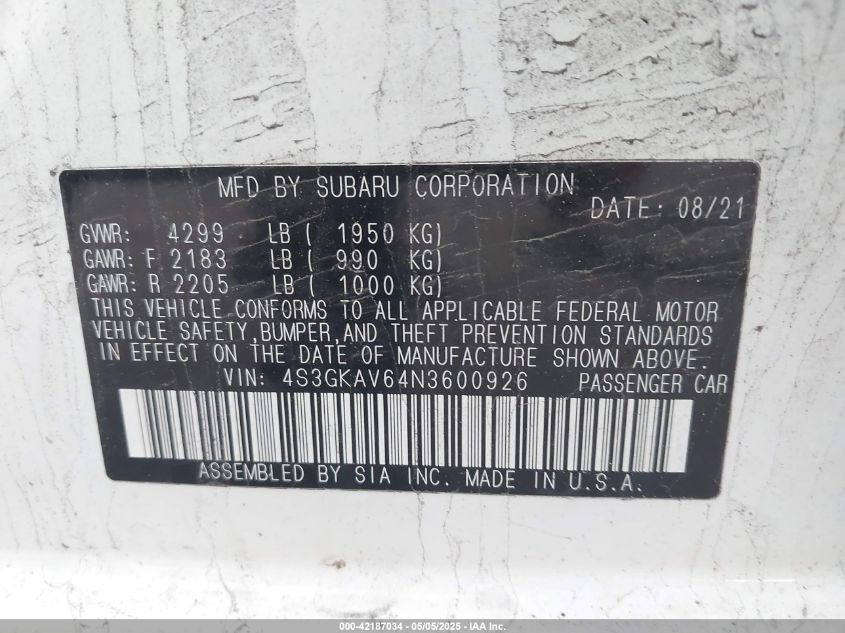 MFD BY SUBARU CORPORATION
DATE: 08/21
GVWR: 4299 LB ( 1950 KG)
GAWR: F 2183 LB ( 990 KG)
GAWR: R 2205 LB ( 1000 KG)
THIS VEHICLE CONFORMS TO ALL APPLICABLE FEDERAL MOTOR
VEHICLE SAFETY,BUMPER,AND THEFT PREVENTION STANDARDS
IN EFFECT ON THE DATE OF MANUFACTURE SHOWN ABOVE.
VIN: 4S3GKAV64N3600926 PASSENGER CAR
ASSEMBLED BY SIA INC. MADE IN U.S.A.
000-42187034 - 05/05/2025 - IAA Inc.